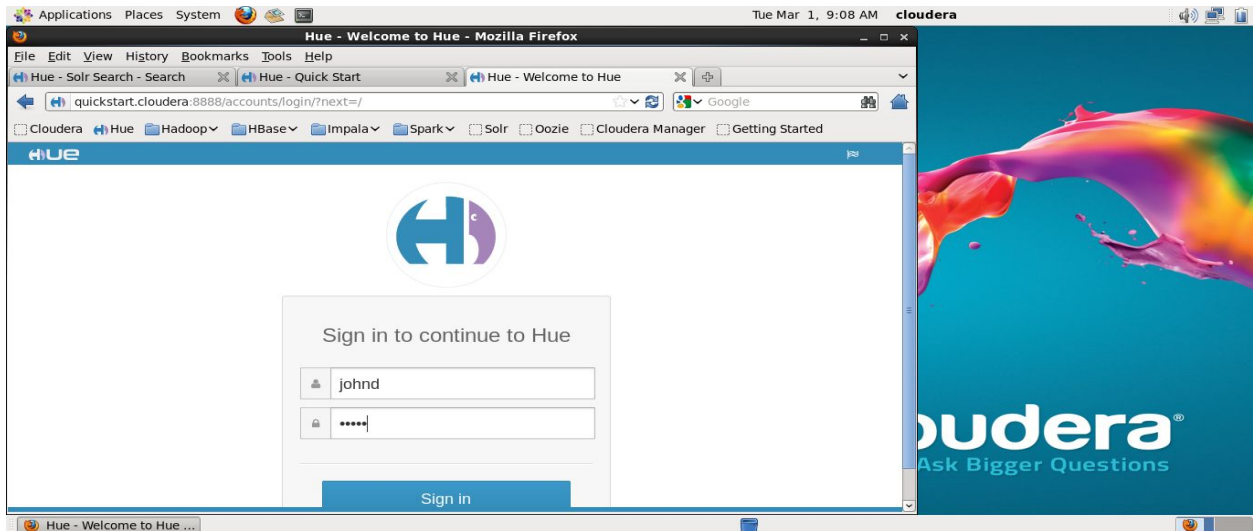 Applications Places System Tue Mar 1, 9:08 AM cloudera
Hue - Welcome to Hue - Mozilla Firefox
File Edit View History Bookmarks Tools Help
Hue - Solr Search - Search Hue - Quick Start Hue - Welcome to Hue
quickstart.cloudera:8888/accounts/login/?next=/ Google
Cloudera Hue Hadoop HBase Impala Spark Solr Oozie Cloudera Manager Getting Started
HUE
Sign in to continue to Hue
johnd
•••••
Sign in
oudera®
Ask Bigger Questions
Hue - Welcome to Hue ...